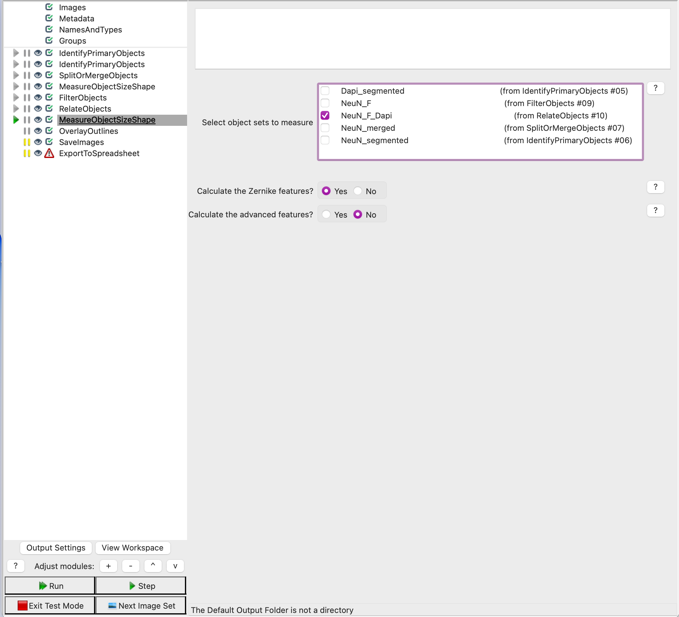 Images
Metadata
NamesAndTypes
Groups
IdentifyPrimaryObjects
IdentifyPrimaryObjects
SplitOrMergeObjects
MeasureObjectSizeShape
FilterObjects
RelateObjects
MeasureObjectSizeShape
OverlayOutlines
SaveImages
ExportToSpreadsheet
Select object sets to measure
Dapi_segmented (from IdentifyPrimaryObjects #05)
NeuN_F (from FilterObjects #09)
NeuN_F_Dapi (from RelateObjects #10)
NeuN_merged (from SplitOrMergeObjects #07)
NeuN_segmented (from IdentifyPrimaryObjects #06)
?
Calculate the Zernike features? Yes No ?
Calculate the advanced features? Yes No ?
Output Settings View Workspace
? Adjust modules: + - ^ v
Run Step
Exit Test Mode Next Image Set
The Default Output Folder is not a directory